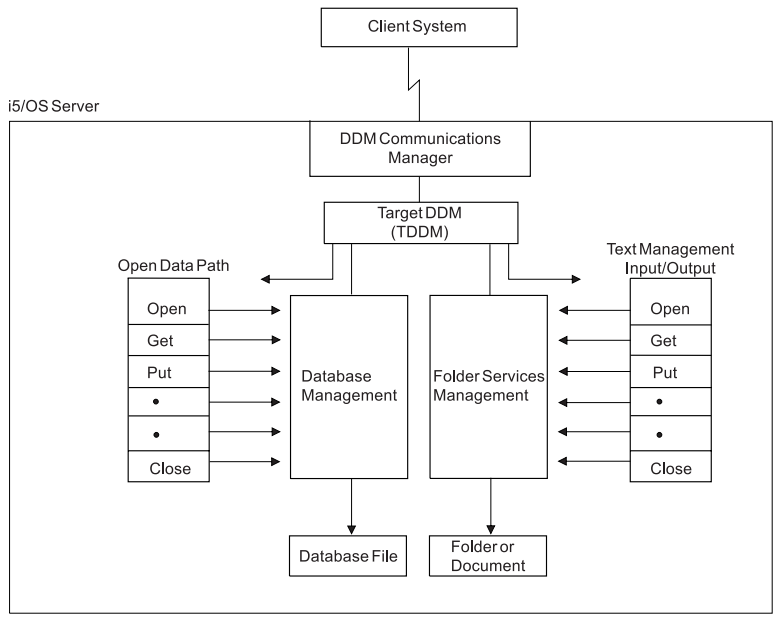 Client System
i5/OS Server
DDM Communications
Manager
Target DDM
(TDDM)
Open Data Path
Open
Get
Put
•
•
Close
Database
Management
Folder Services
Management
Text Management
Input/Output
Open
Get
Put
•
•
Close
Database File
Folder or
Document